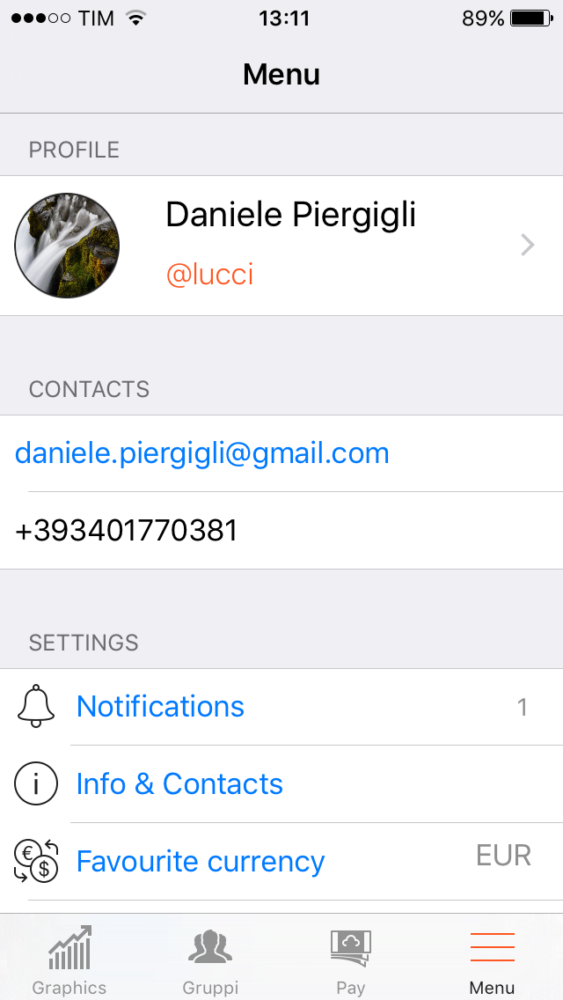 TIM 13:11 89%
Menu
PROFILE
Daniele Piergigli
@lucci
CONTACTS
daniele.piergigli@gmail.com
+393401770381
SETTINGS
Notifications 1
i Info & Contacts
€ $ Favourite currency EUR
Graphics Gruppi Pay Menu